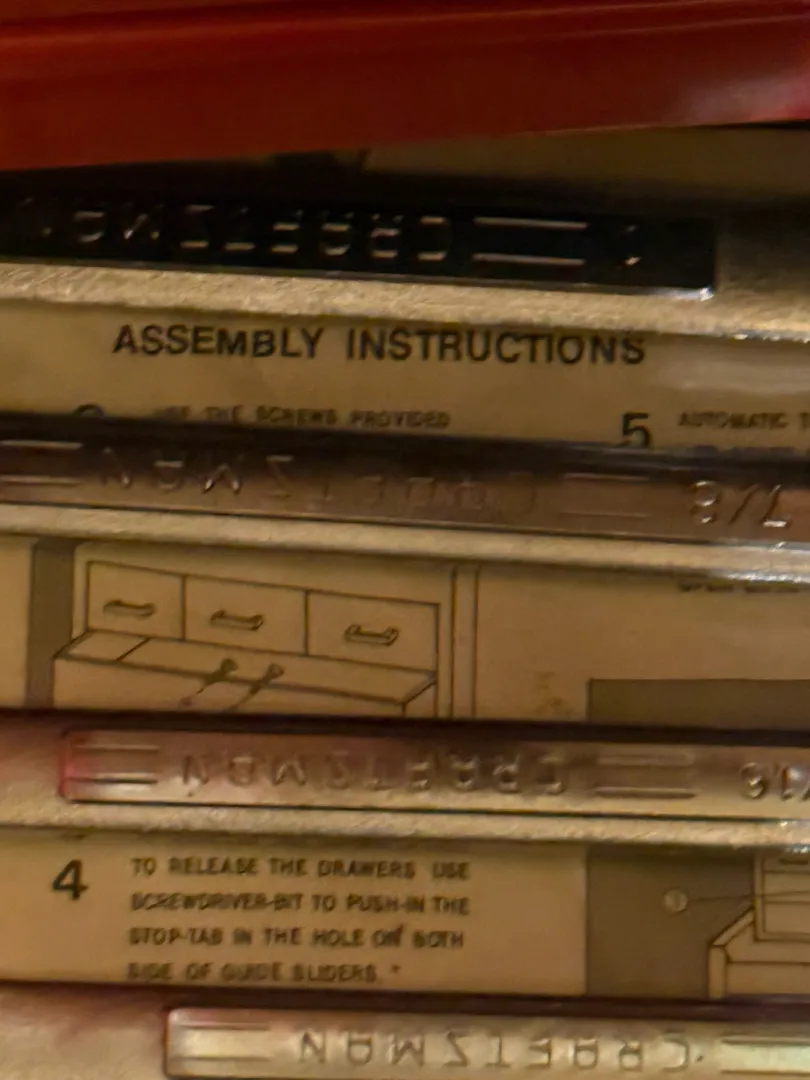 CRAFTSMAN
ASSEMBLY INSTRUCTIONS
USE THE SCREWS PROVIDED
5 AUTOMATIC
CRAFTSMAN 7/8
CRAFTSMAN
4 TO RELEASE THE DRAWERS USE
SCREWDRIVER-BIT TO PUSH-IN THE
STOP-TAB IN THE HOLE ON BOTH
SIDE OF GUIDE SLIDERS. *
CRAFTSMAN